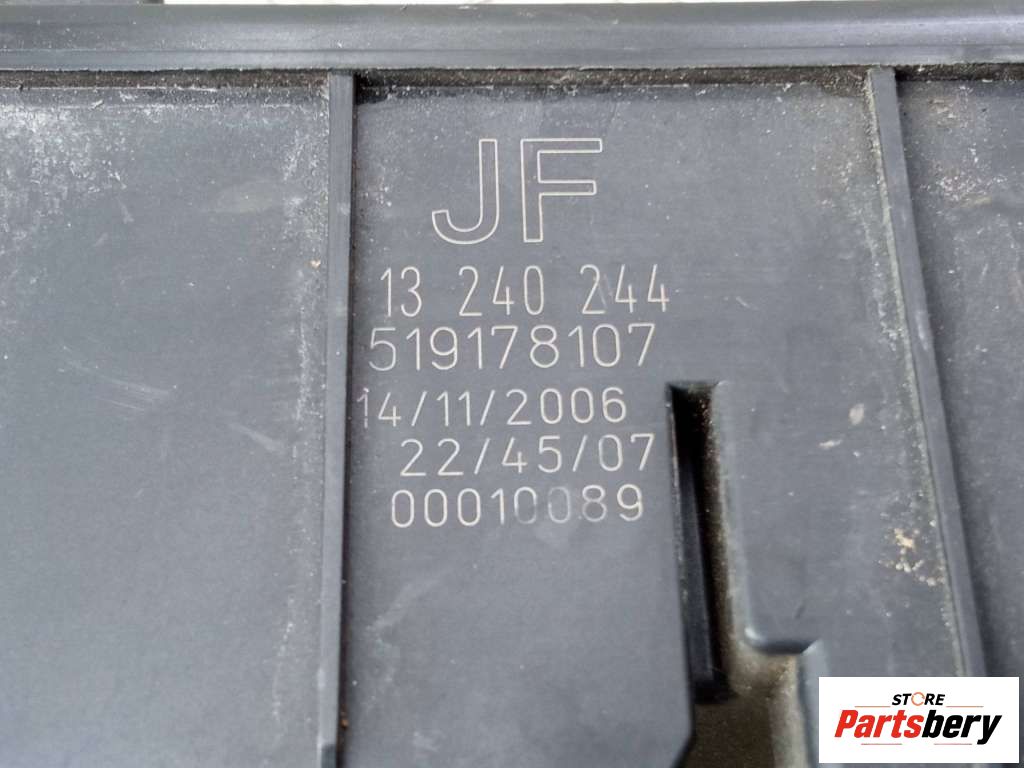 JF
13 240 244
519178107
14/11/2006
22/45/07
00010089
STORE
Partsbery